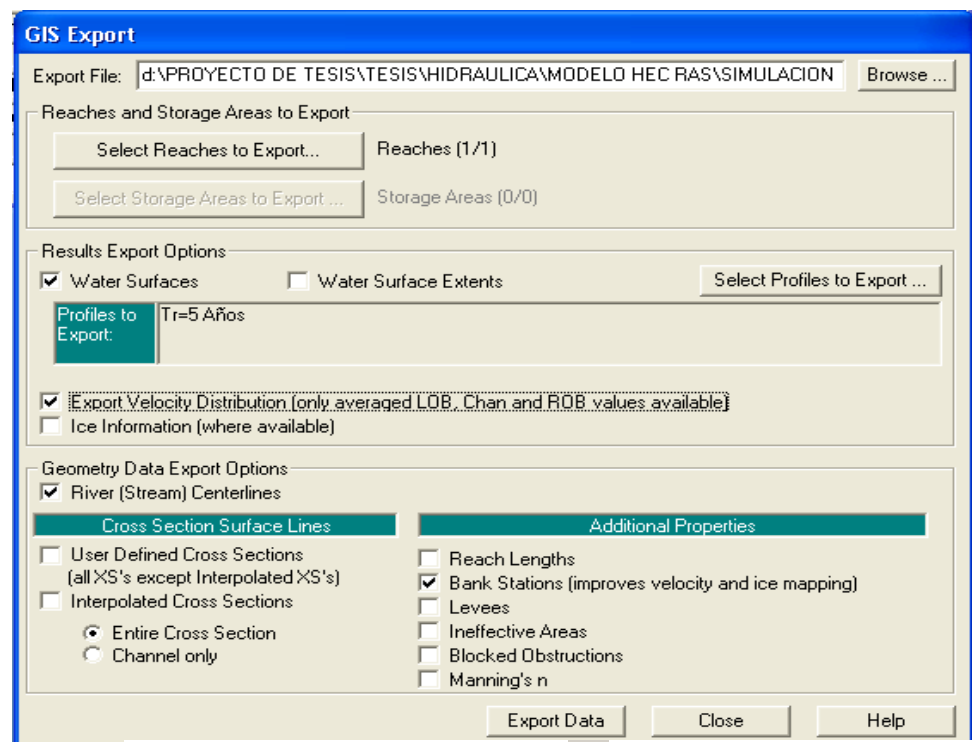 GIS Export
Export File: d:\PROYECTO DE TESIS\TESIS\HIDRAULICA\MODELO HEC RAS\SIMULACION Browse ...
Reaches and Storage Areas to Export
Select Reaches to Export... Reaches (1/1)
Select Storage Areas to Export ... Storage Areas (0/0)
Results Export Options
Water Surfaces Water Surface Extents Select Profiles to Export ...
Profiles to Tr=5 Años
Export:
Export Velocity Distribution (only averaged LOB, Chan and ROB values available)
Ice Information (where available)
Geometry Data Export Options
River (Stream) Centerlines
Cross Section Surface Lines Additional Properties
User Defined Cross Sections
(all XS's except Interpolated XS's)
Interpolated Cross Sections
Entire Cross Section
Channel only
Reach Lengths
Bank Stations (improves velocity and ice mapping)
Levees
Ineffective Areas
Blocked Obstructions
Manning's n
Export Data Close Help